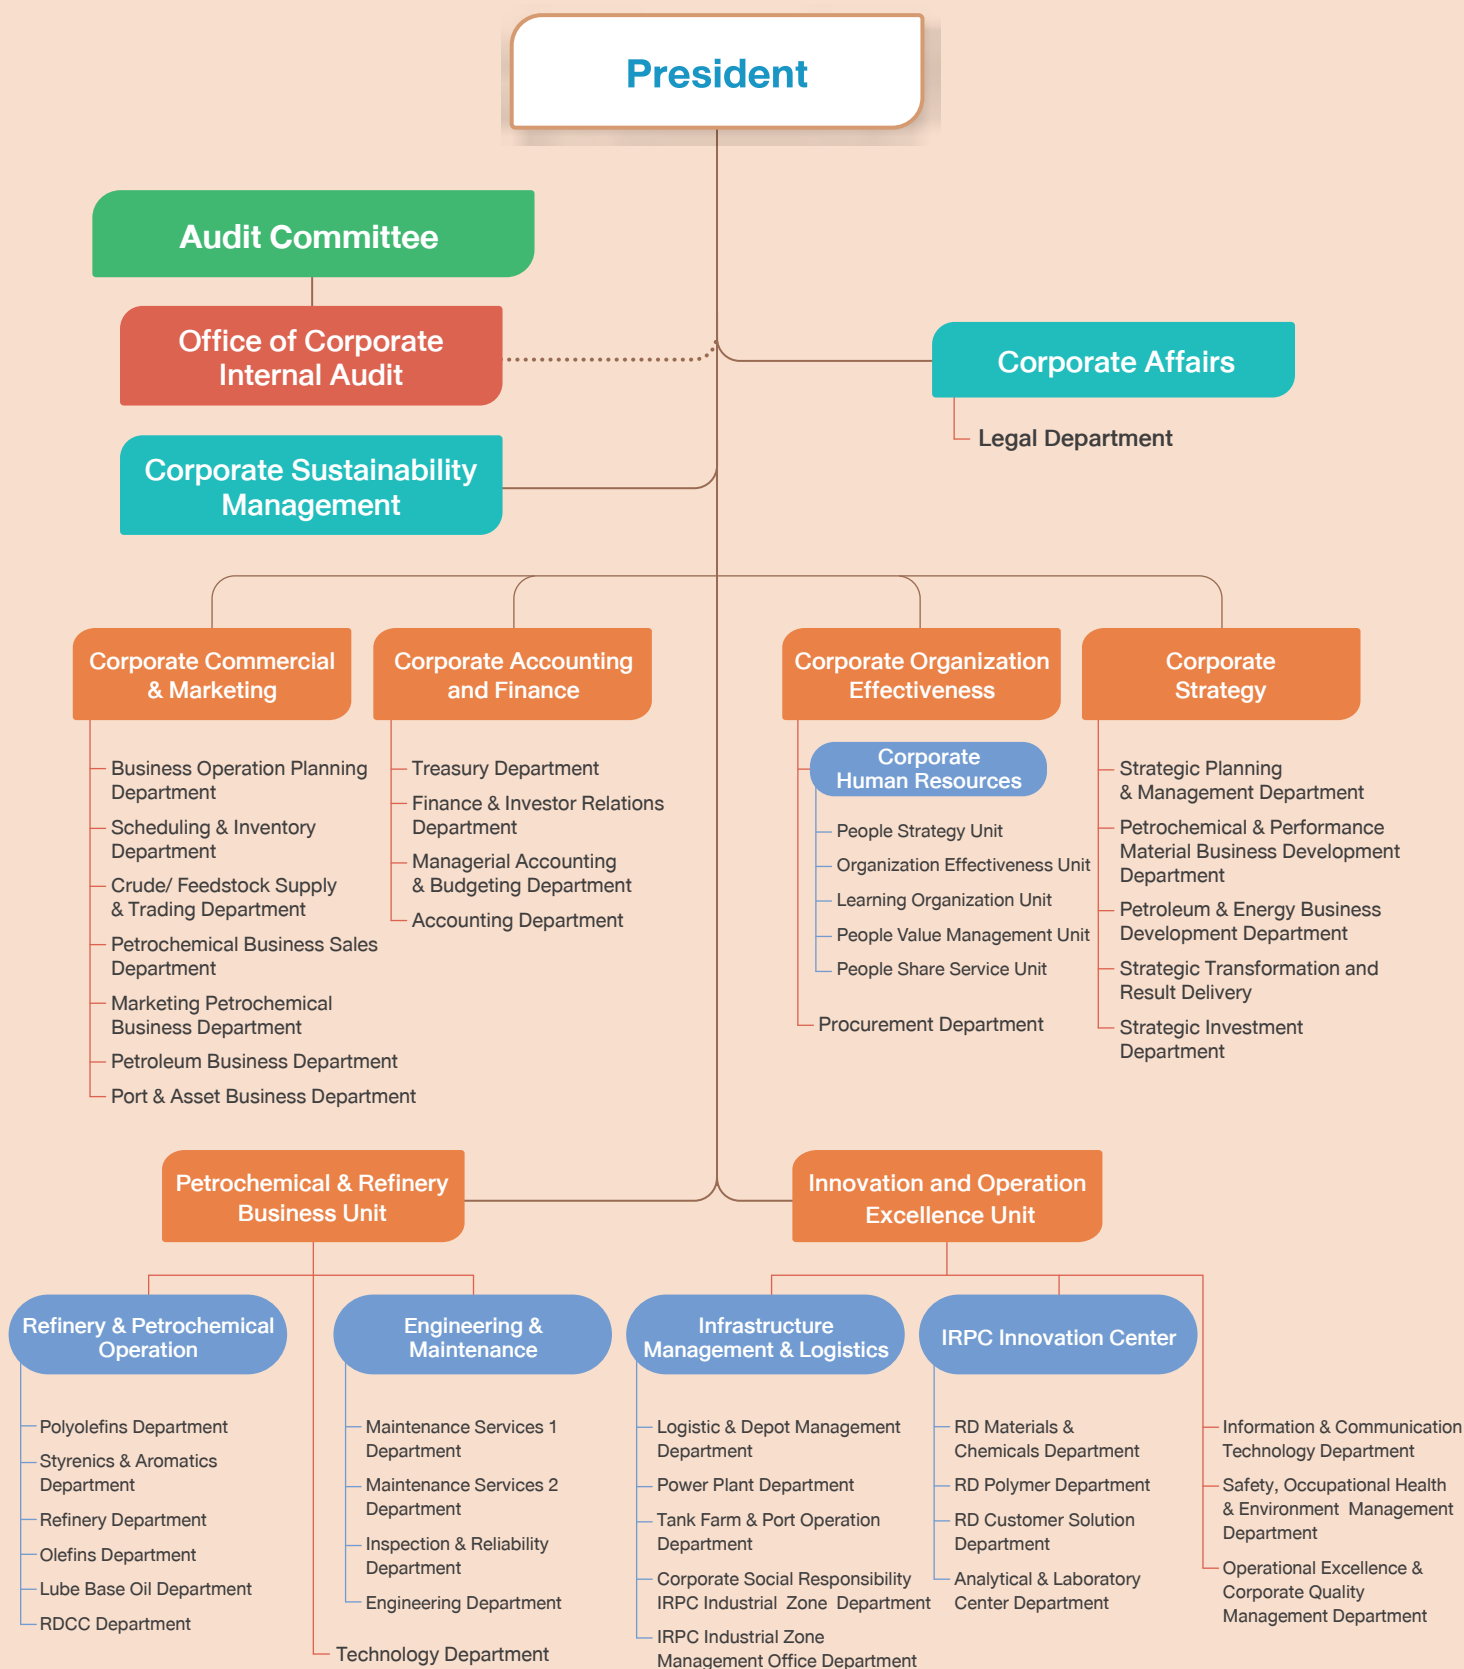 President
Audit Committee
Office of Corporate
Internal Audit
Corporate Affairs
Legal Department
Corporate Sustainability
Management
Corporate Commercial
& Marketing
Business Operation Planning
Department
Scheduling & Inventory
Department
Crude/ Feedstock Supply
& Trading Department
Petrochemical Business Sales
Department
Marketing Petrochemical
Business Department
Petroleum Business Department
Port & Asset Business Department
Corporate Accounting
and Finance
Treasury Department
Finance & Investor Relations
Department
Managerial Accounting
& Budgeting Department
Accounting Department
Corporate Organization
Effectiveness
Corporate
Human Resources
People Strategy Unit
Organization Effectiveness Unit
Learning Organization Unit
People Value Management Unit
People Share Service Unit
Procurement Department
Corporate
Strategy
Strategic Planning
& Management Department
Petrochemical & Performance
Material Business Development
Department
Petroleum & Energy Business
Development Department
Strategic Transformation and
Result Delivery
Strategic Investment
Department
Petrochemical & Refinery
Business Unit
Refinery & Petrochemical
Operation
Polyolefins Department
Styrenics & Aromatics
Department
Refinery Department
Olefins Department
Lube Base Oil Department
RDCC Department
Engineering &
Maintenance
Maintenance Services 1
Department
Maintenance Services 2
Department
Inspection & Reliability
Department
Engineering Department
Technology Department
Innovation and Operation
Excellence Unit
Infrastructure
Management & Logistics
Logistic & Depot Management
Department
Power Plant Department
Tank Farm & Port Operation
Department
Corporate Social Responsibility
IRPC Industrial Zone Department
IRPC Industrial Zone
Management Office Department
IRPC Innovation Center
RD Materials &
Chemicals Department
RD Polymer Department
RD Customer Solution
Department
Analytical & Laboratory
Center Department
Information & Communication
Technology Department
Safety, Occupational Health
& Environment Management
Department
Operational Excellence &
Corporate Quality
Management Department